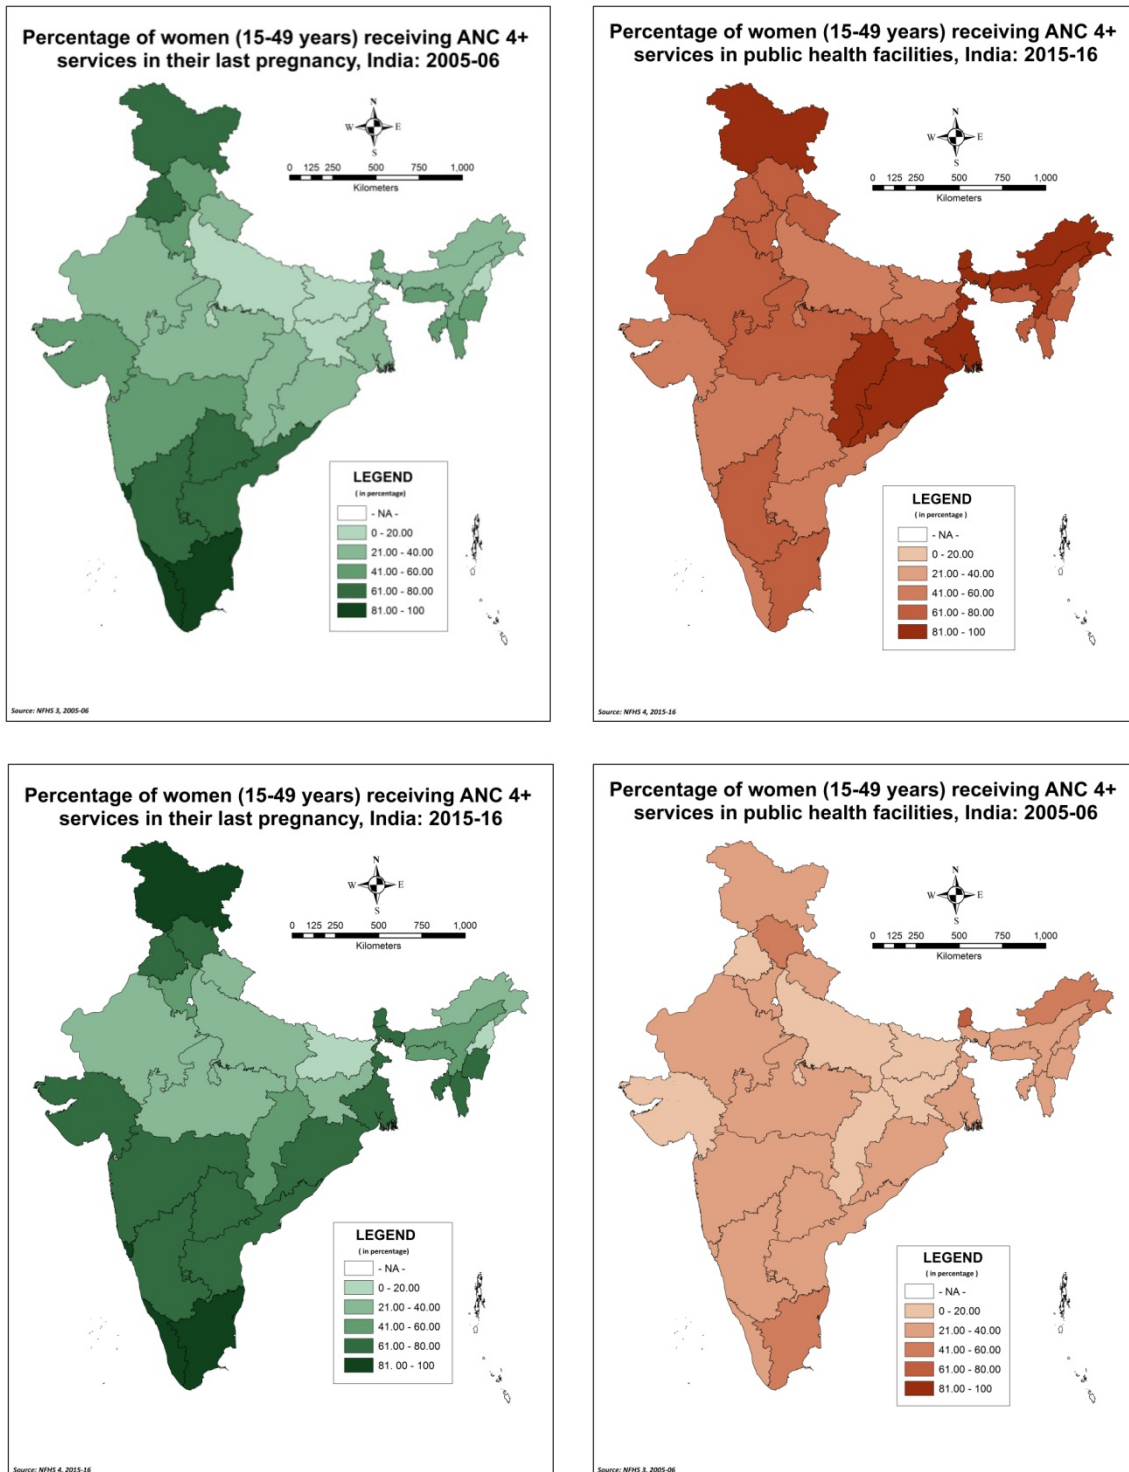 Percentage of women (15-49 years) receiving ANC 4+
services in their last pregnancy, India: 2005-06
N
W E
S
0 125 250 500 750 1,000
Kilometers
LEGEND
( in percentage)
- NA -
0 - 20.00
21.00 - 40.00
41.00 - 60.00
61.00 - 80.00
81.00 - 100
Source: NFHS 3, 2005-06
Percentage of women (15-49 years) receiving ANC 4+
services in public health facilities, India: 2015-16
N
W E
S
0 125 250 500 750 1,000
Kilometers
LEGEND
( in percentage )
- NA -
0 - 20.00
21.00 - 40.00
41.00 - 60.00
61.00 - 80.00
81.00 - 100
Source: NFHS 4, 2015-16
Percentage of women (15-49 years) receiving ANC 4+
services in their last pregnancy, India: 2015-16
N
W E
S
0 125 250 500 750 1,000
Kilometers
LEGEND
( in percentage)
- NA -
0 - 20.00
21.00 - 40.00
41.00 - 60.00
61.00 - 80.00
81. 00 - 100
Source: NFHS 4, 2015-16
Percentage of women (15-49 years) receiving ANC 4+
services in public health facilities, India: 2005-06
N
W E
S
0 125 250 500 750 1,000
Kilometers
LEGEND
( in percentage )
- NA -
0 - 20.00
21.00 - 40.00
41.00 - 60.00
61.00 - 80.00
81.00 - 100
Source: NFHS 3, 2005-06